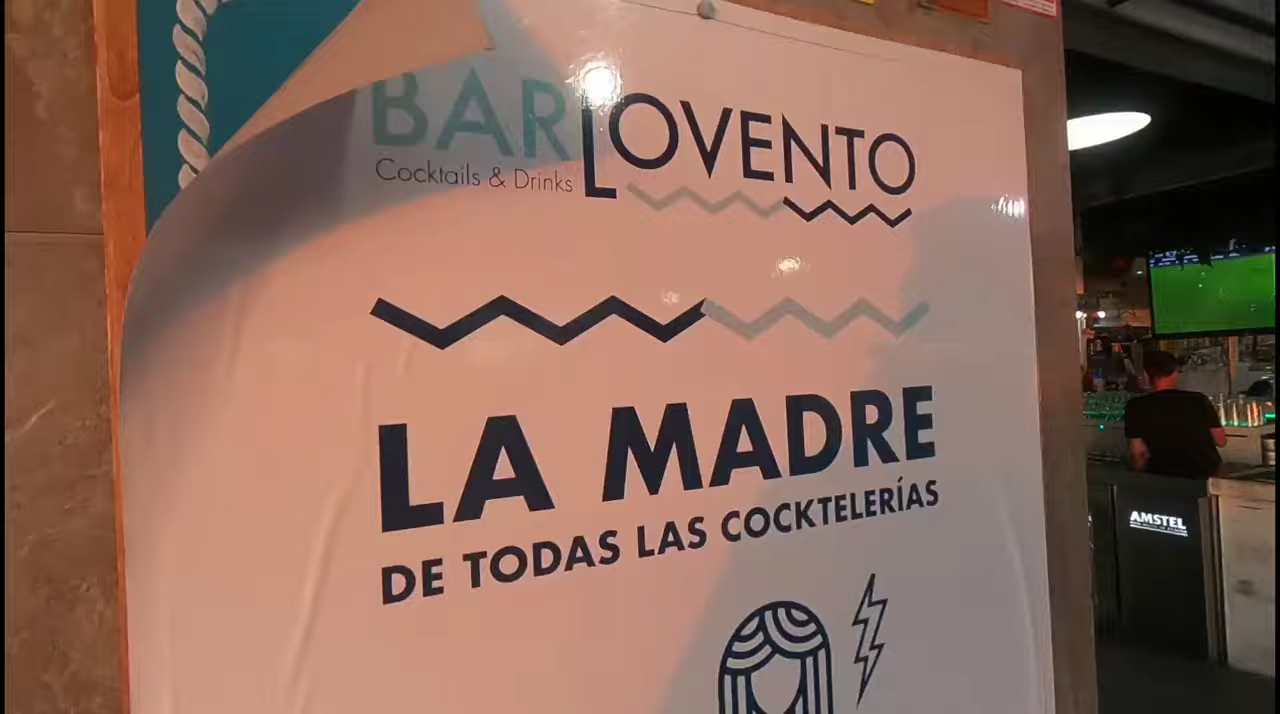 BARLOVENTO
Cocktails & Drinks
LA MADRE
DE TODAS LAS COCKTELERÍAS
AMSTEL